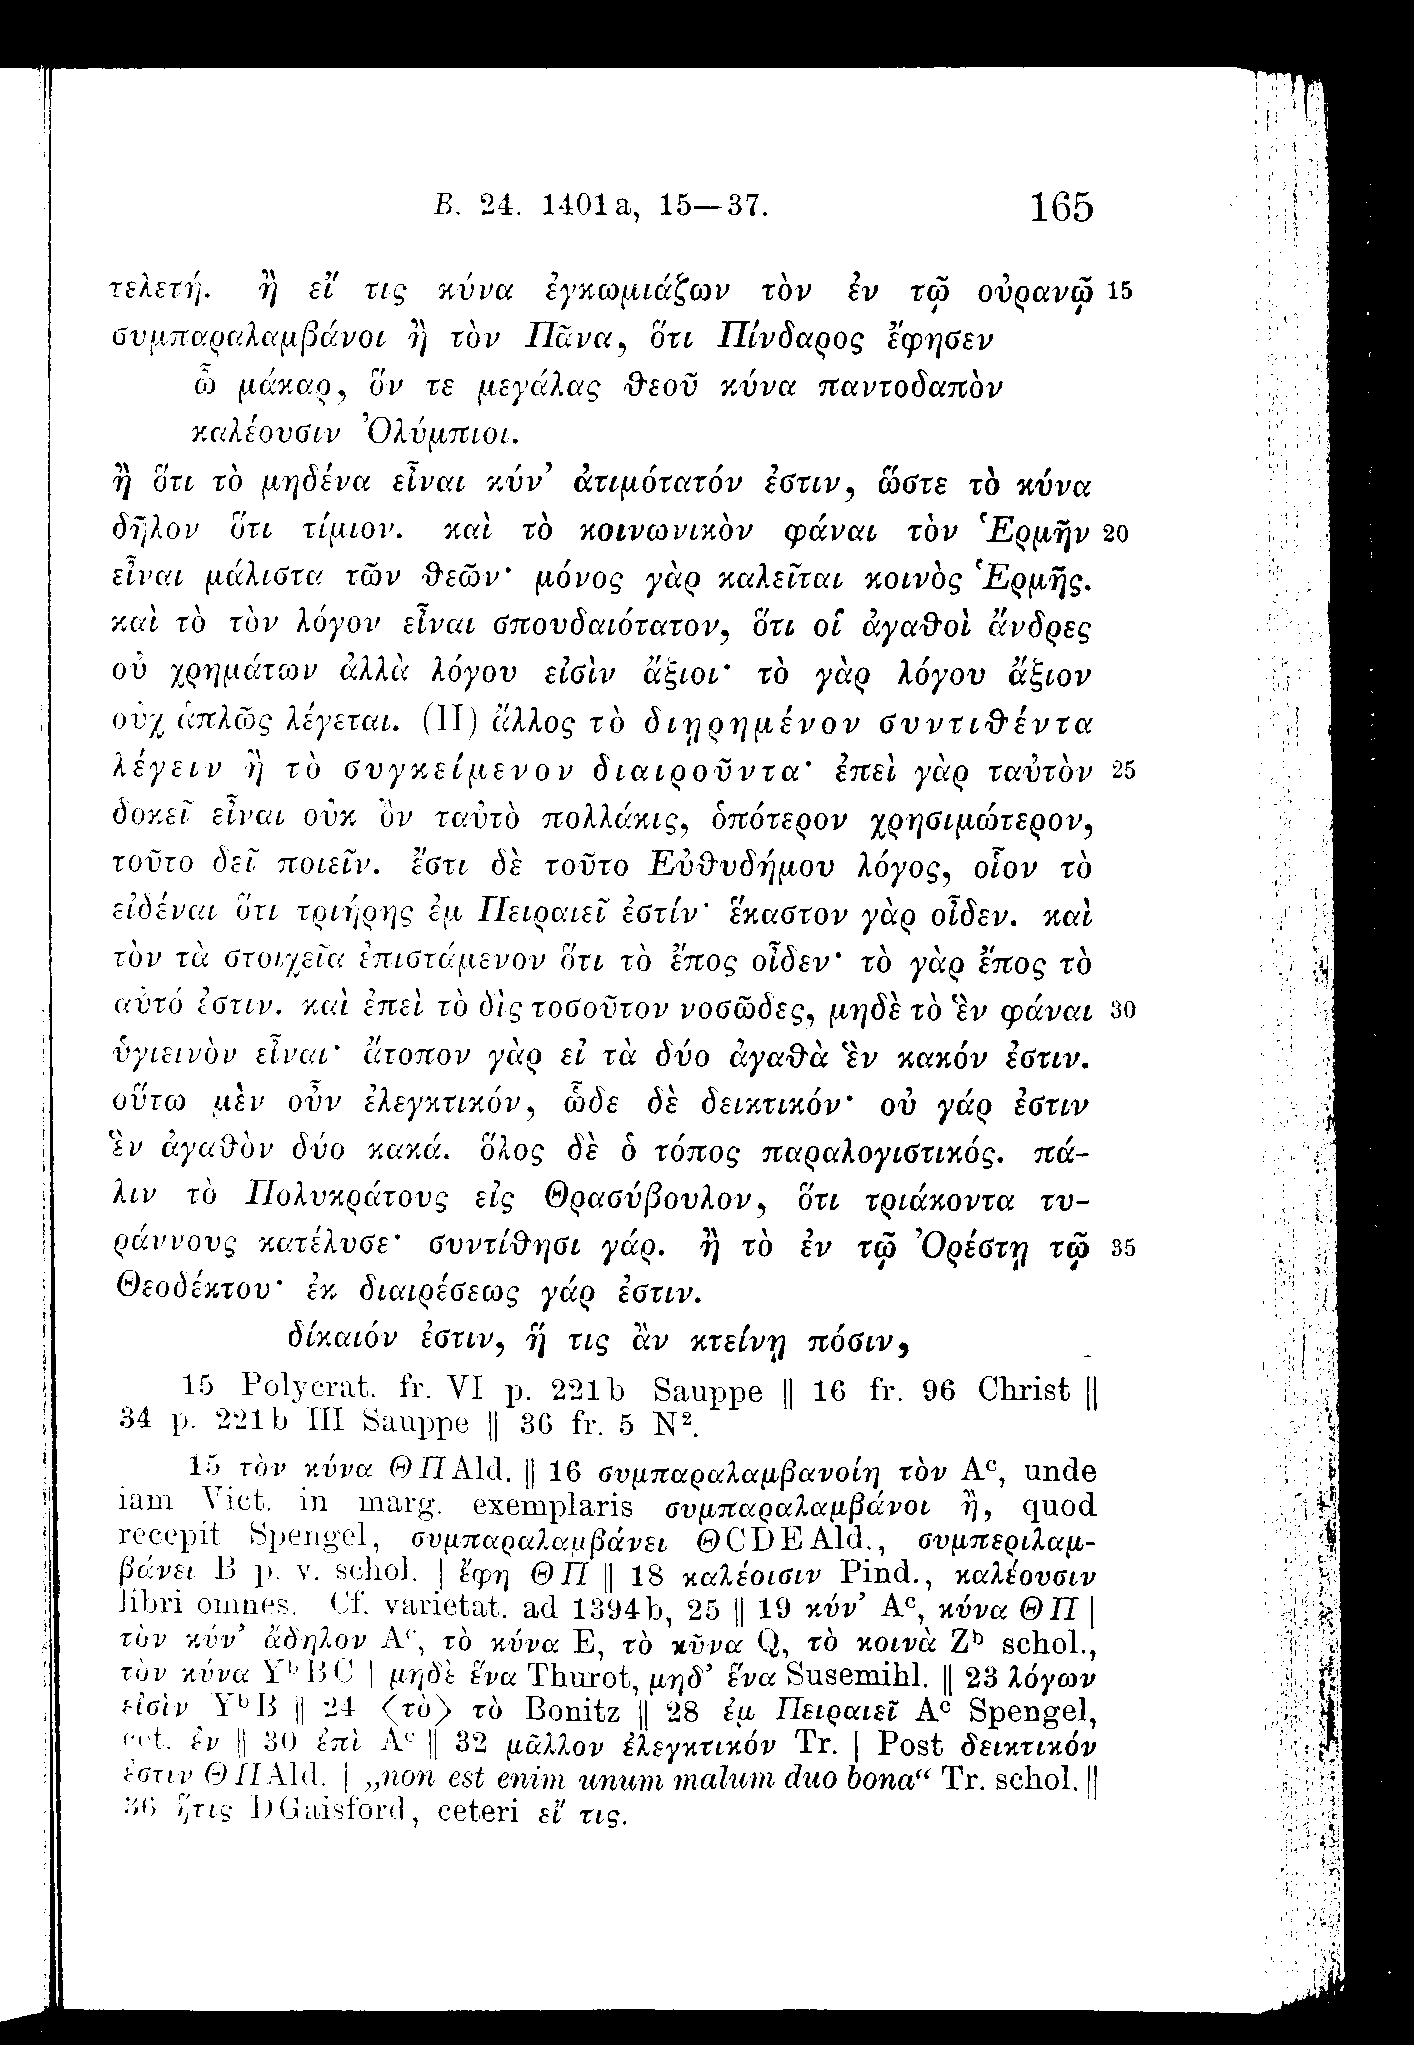 B. 24. 1401a, 15—37. 165
τελετή. ἢ εἴ τις κύνα ἐγκωμιάζων τὸν ἐν τῷ οὐρανῷ 15
συμπαραλαμβάνοι ἢ τὸν Πᾶνα, ὅτι Πίνδαρος ἔφησεν
ὦ μάκαρ, ὅν τε μεγάλας θεοῦ κύνα παντοδαπὸν
καλέουσιν Ὀλύμπιοι.
ἢ ὅτι τὸ μηδένα εἶναι κύν’ ἀτιμότατόν ἐστιν, ὥστε τὸ κύνα
δῆλον ὅτι τίμιον. καὶ τὸ κοινωνικὸν φάναι τὸν Ἑρμῆν 20
εἶναι μάλιστα τῶν θεῶν· μόνος γὰρ καλεῖται κοινὸς Ἑρμῆς.
καὶ τὸ τὸν λόγον εἶναι σπουδαιότατον, ὅτι οἱ ἀγαθοὶ ἄνδρες
οὐ χρημάτων ἀλλὰ λόγου εἰσὶν ἄξιοι· τὸ γὰρ λόγου ἄξιον
οὐχ ἁπλῶς λέγεται. (II) ἄλλος τὸ διῃρημένον συντιθέντα
λέγειν ἢ τὸ συγκείμενον διαιροῦντα· ἐπεὶ γὰρ ταὐτὸν 25
δοκεῖ εἶναι οὐκ ὂν ταὐτὸ πολλάκις, ὁπότερον χρησιμώτερον,
τοῦτο δεῖ ποιεῖν. ἔστι δὲ τοῦτο Εὐθυδήμου λόγος, οἷον τὸ
εἰδέναι ὅτι τριήρης ἐμ Πειραιεῖ ἐστίν· ἕκαστον γὰρ οἶδεν. καὶ
τὸν τὰ στοιχεῖα ἐπιστάμενον ὅτι τὸ ἔπος οἶδεν· τὸ γὰρ ἔπος τὸ
αὐτό ἐστιν. καὶ ἐπεὶ τὸ δὶς τοσοῦτον νοσῶδες, μηδὲ τὸ ἓν φάναι 30
ὑγιεινὸν εἶναι· ἄτοπον γὰρ εἰ τὰ δύο ἀγαθὰ ἓν κακόν ἐστιν.
οὕτω μὲν οὖν ἐλεγκτικόν, ὧδε δὲ δεικτικόν· οὐ γάρ ἐστιν
ἓν ἀγαθὸν δύο κακά. ὅλος δὲ ὁ τόπος παραλογιστικός. πά-
λιν τὸ Πολυκράτους εἰς Θρασύβουλον, ὅτι τριάκοντα τυ-
ράννους κατέλυσε· συντίθησι γάρ. ἢ τὸ ἐν τῷ Ὀρέστῃ τῷ 35
Θεοδέκτου· ἐκ διαιρέσεως γάρ ἐστιν.
δίκαιόν ἐστιν, ἥ τις ἂν κτείνῃ πόσιν,
15 Polycrat. fr. VI p. 221b Sauppe || 16 fr. 96 Christ ||
34 p. 221b III Sauppe || 36 fr. 5 N².
15 τὸν κύνα ΘΠ Ald. || 16 συμπαραλαμβανοίη τὸν Aᶜ, unde
iam Vict. in marg. exemplaris συμπαραλαμβάνοι ἢ, quod
recepit Spengel, συμπαραλαμβάνει ΘCDE Ald., συμπεριλαμ-
βάνει B p. v. schol. | ἔφη ΘΠ || 18 καλέοισιν Pind., καλέουσιν
libri omnes. Cf. varietat. ad 1394b, 25 || 19 κύν’ Aᶜ, κύνα ΘΠ |
τὸν κύν’ ἄδηλον Aᶜ, τὸ κύνα E, τὸ κῦνα Q, τὸ κοινὰ Zᵇ schol.,
τὸν κύνα YᵇBC | μηδὲ ἕνα Thurot, μηδ’ ἕνα Susemihl. || 23 λόγων
εἰσὶν YᵇB || 24 ⟨τὸ⟩ τὸ Bonitz || 28 ἐμ Πειραιεῖ Aᶜ Spengel,
cet. ἐν || 30 ἐπὶ Aᶜ || 32 μᾶλλον ἐλεγκτικόν Tr. | Post δεικτικόν
ἐστιν ΘΠ Ald. | „non est enim unum malum duo bona“ Tr. schol. ||
36 ἥτις D Gaisford, ceteri εἴ τις.